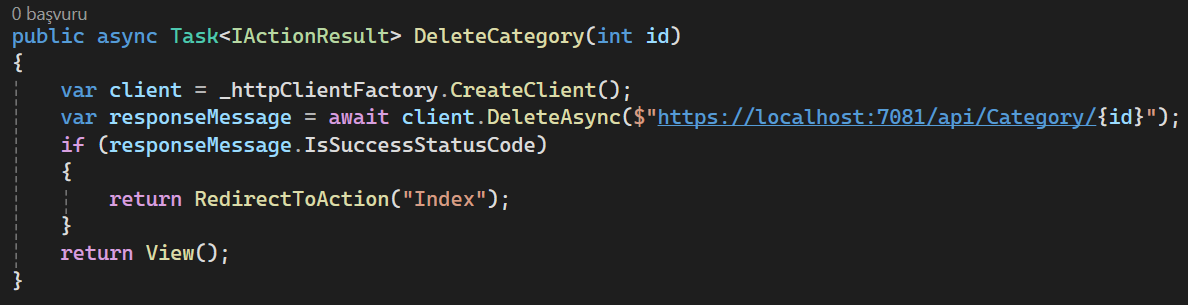 0 başvuru
public async Task<IActionResult> DeleteCategory(int id)
{
    var client = _httpClientFactory.CreateClient();
    var responseMessage = await client.DeleteAsync($"https://localhost:7081/api/Category/{id}");
    if (responseMessage.IsSuccessStatusCode)
    {
        return RedirectToAction("Index");
    }
    return View();
}